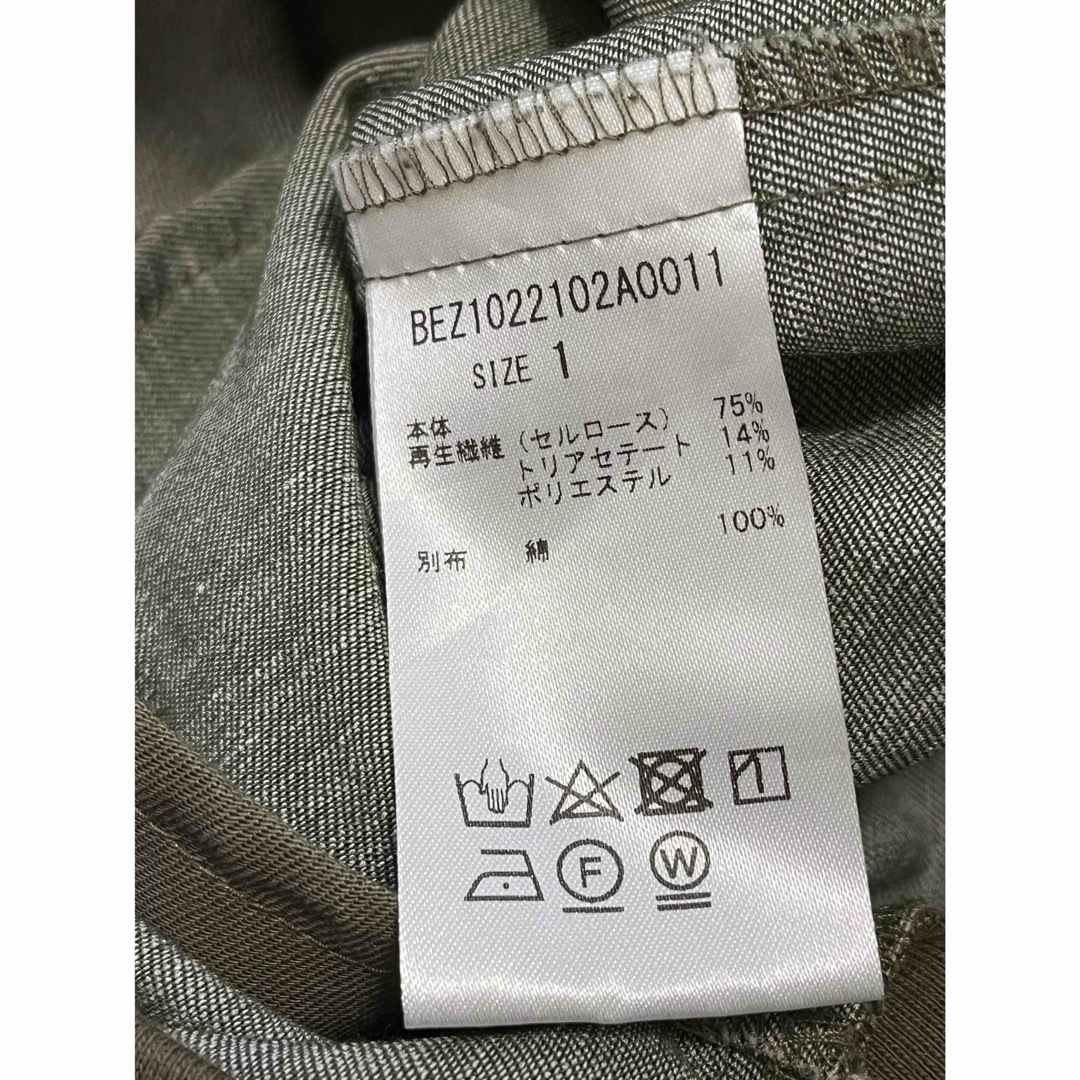 BEZ1022102A0011
SIZE 1
本体
再生繊維 (セルロース) 75%
トリアセテート 14%
ポリエステル 11%
別布 綿 100%
F W